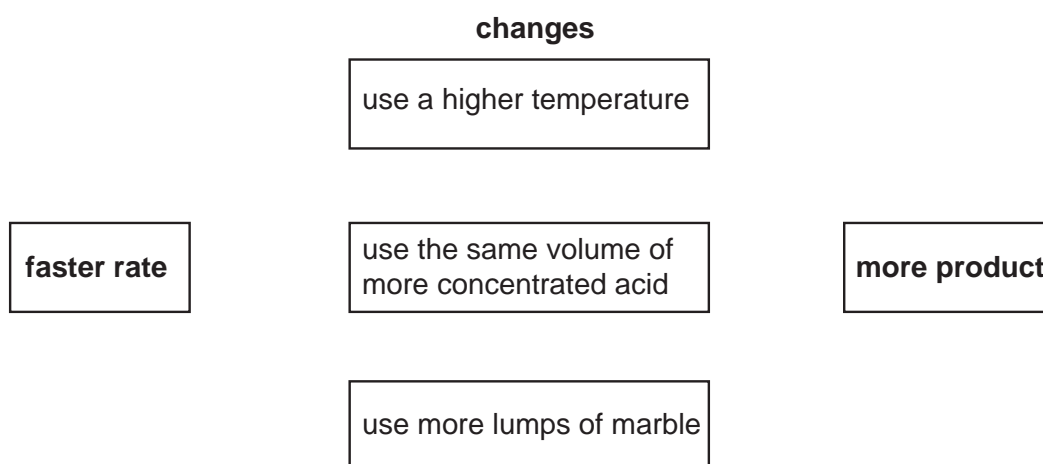 changes
use a higher temperature
faster rate
use the same volume of
more concentrated acid
more product
use more lumps of marble